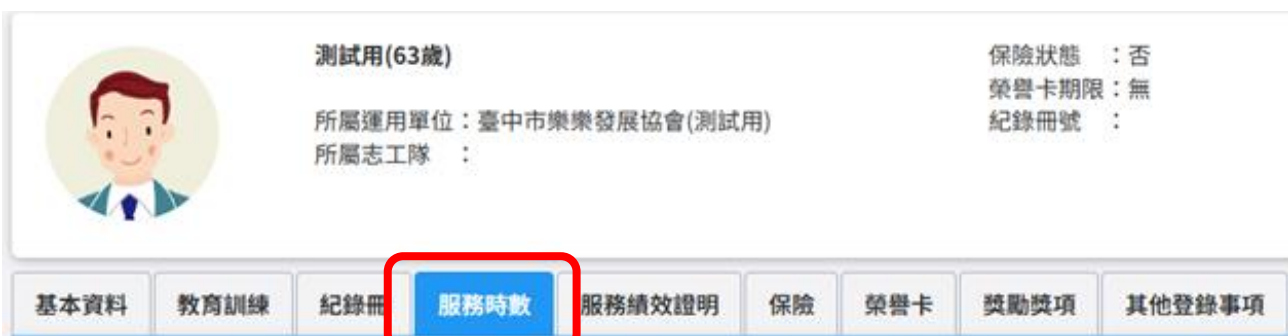 測試用(63歲)
所屬運用單位：臺中市樂樂發展協會(測試用)
所屬志工隊　：
保險狀態　：否
榮譽卡期限：無
紀錄冊號　：
基本資料 教育訓練 紀錄冊 服務時數 服務績效證明 保險 榮譽卡 獎勵獎項 其他登錄事項